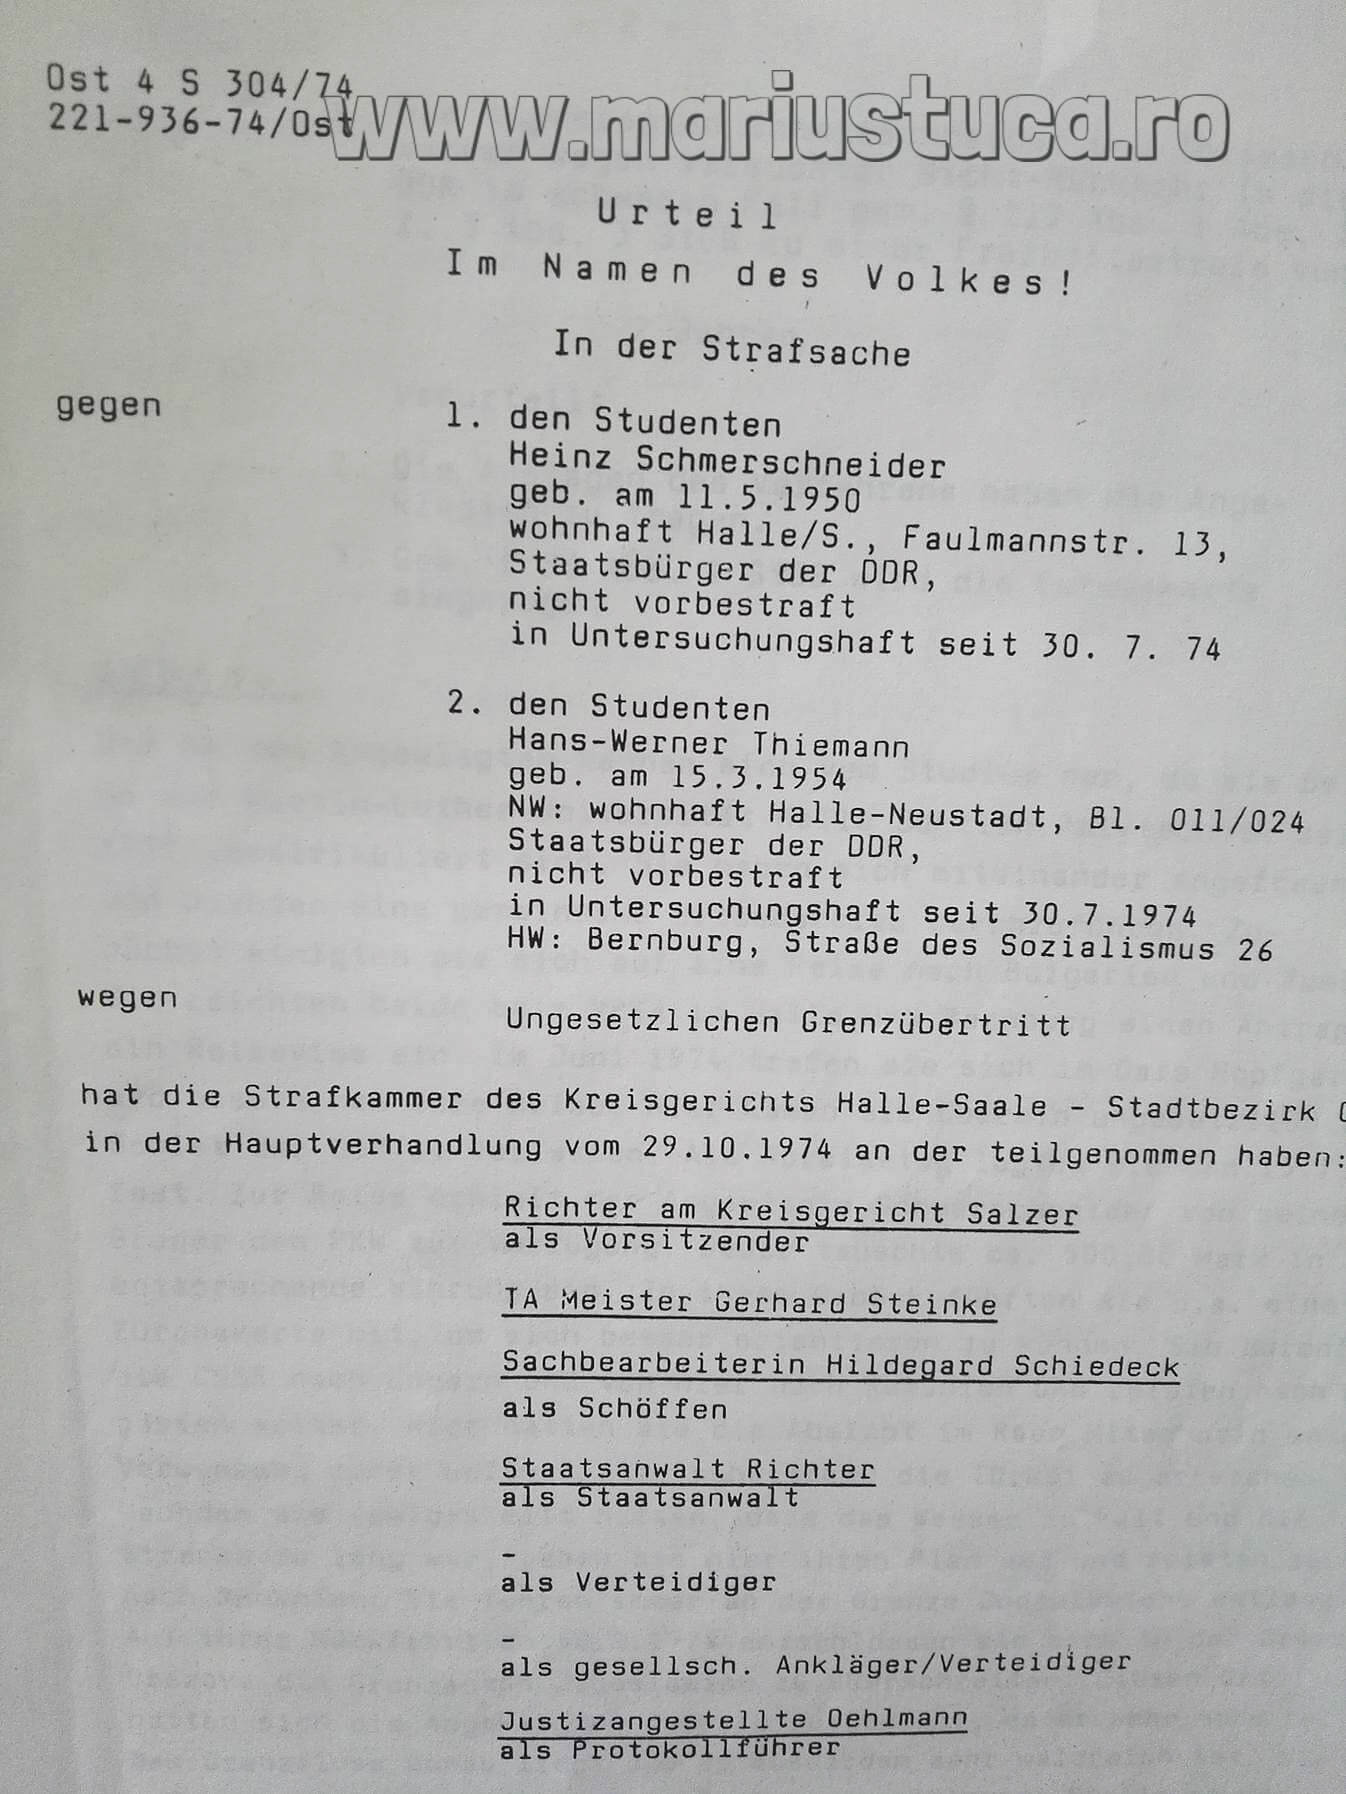 Ost 4 S 304/74
221-936-74/Ost
www.mariustuca.ro
Urteil
Im Namen des Volkes!
In der Strafsache
gegen
1. den Studenten
Heinz Schmerschneider
geb. am 11.5.1950
wohnhaft Halle/S., Faulmannstr. 13,
Staatsbürger der DDR,
nicht vorbestraft
in Untersuchungshaft seit 30. 7. 74
2. den Studenten
Hans-Werner Thiemann
geb. am 15.3.1954
NW: wohnhaft Halle-Neustadt, Bl. 011/024
Staatsbürger der DDR,
nicht vorbestraft
in Untersuchungshaft seit 30.7.1974
HW: Bernburg, Straße des Sozialismus 26
wegen
Ungesetzlichen Grenzübertritt
hat die Strafkammer des Kreisgerichts Halle-Saale - Stadtbezirk
in der Hauptverhandlung vom 29.10.1974 an der teilgenommen haben:
Richter am Kreisgericht Salzer
als Vorsitzender
TA Meister Gerhard Steinke
Sachbearbeiterin Hildegard Schiedeck
als Schöffen
Staatsanwalt Richter
als Staatsanwalt
-
als Verteidiger
-
als gesellsch. Ankläger/Verteidiger
Justizangestellte Oehlmann
als Protokollführer